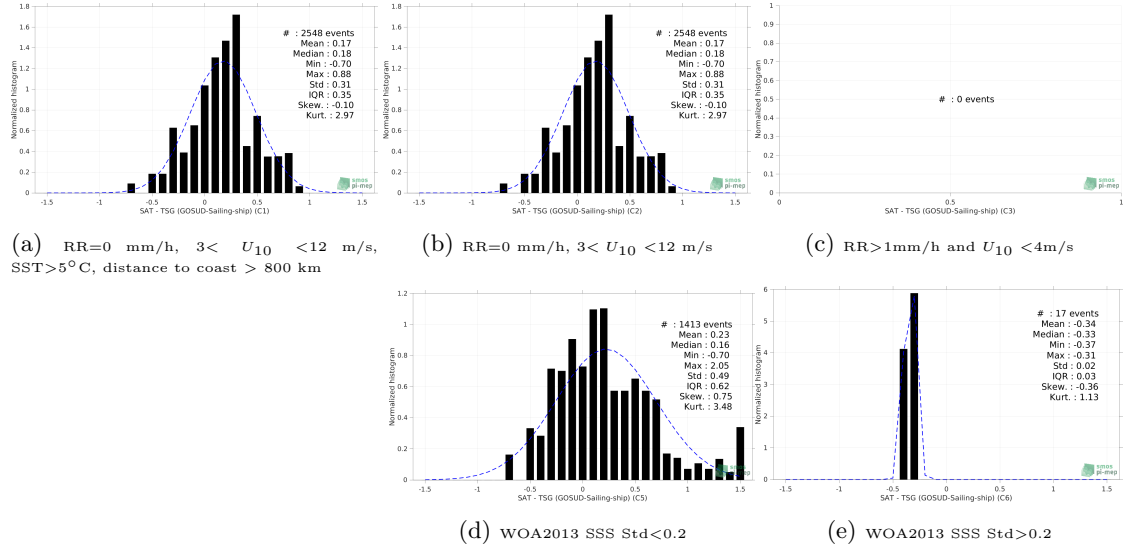 1.8
1.6
1.4
1.2
1
0.8
0.6
0.4
0.2
0
Normalized histogram
# : 2548 events
Mean : 0.17
Median : 0.18
Min : -0.70
Max : 0.88
Std : 0.31
IQR : 0.35
Skew. : -0.10
Kurt. : 2.97
smos
pi-mep
-1.5 -1 -0.5 0 0.5 1 1.5
SAT - TSG (GOSUD-Sailing-ship) (C1)
(a) RR=0 mm/h, 3< U10 <12 m/s,
SST>5°C, distance to coast > 800 km
1.8
1.6
1.4
1.2
1
0.8
0.6
0.4
0.2
0
Normalized histogram
# : 2548 events
Mean : 0.17
Median : 0.18
Min : -0.70
Max : 0.88
Std : 0.31
IQR : 0.35
Skew. : -0.10
Kurt. : 2.97
smos
pi-mep
-1.5 -1 -0.5 0 0.5 1 1.5
SAT - TSG (GOSUD-Sailing-ship) (C2)
(b) RR=0 mm/h, 3< U10 <12 m/s
1
0.9
0.8
0.7
0.6
0.5
0.4
0.3
0.2
0.1
0
Normalized histogram
# : 0 events
smos
pi-mep
0 0.5 1
SAT - TSG (GOSUD-Sailing-ship) (C3)
(c) RR>1mm/h and U10 <4m/s
1.2
1
0.8
0.6
0.4
0.2
0
Normalized histogram
# : 1413 events
Mean : 0.23
Median : 0.16
Min : -0.70
Max : 2.05
Std : 0.49
IQR : 0.62
Skew. : 0.75
Kurt. : 3.48
smos
pi-mep
-1.5 -1 -0.5 0 0.5 1 1.5
SAT - TSG (GOSUD-Sailing-ship) (C5)
(d) WOA2013 SSS Std<0.2
6
5
4
3
2
1
0
Normalized histogram
# : 17 events
Mean : -0.34
Median : -0.33
Min : -0.37
Max : -0.31
Std : 0.02
IQR : 0.03
Skew. : -0.36
Kurt. : 1.13
smos
pi-mep
-1.5 -1 -0.5 0 0.5 1 1.5
SAT - TSG (GOSUD-Sailing-ship) (C6)
(e) WOA2013 SSS Std>0.2